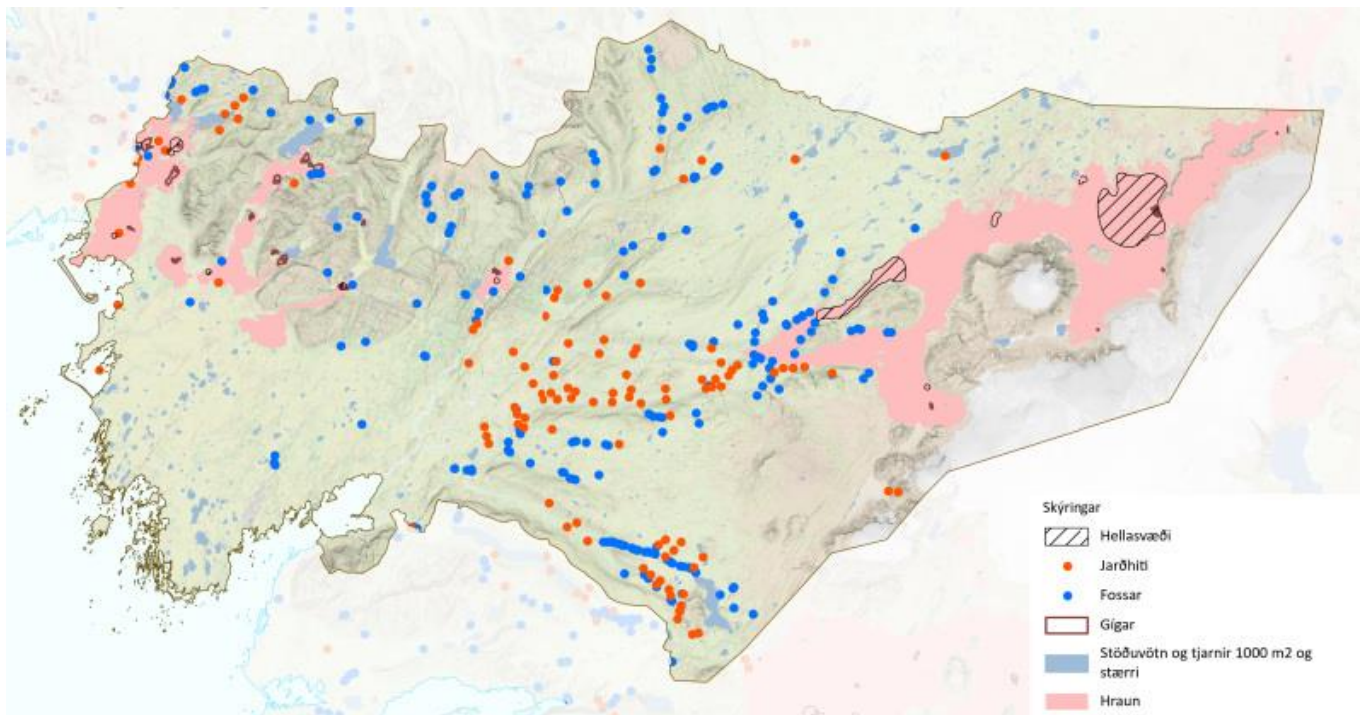 Skýringar
Hellasvæði
Jarðhiti
Fossar
Gígar
Stöðuvötn og tjarnir 1000 m2 og
stærri
Hraun